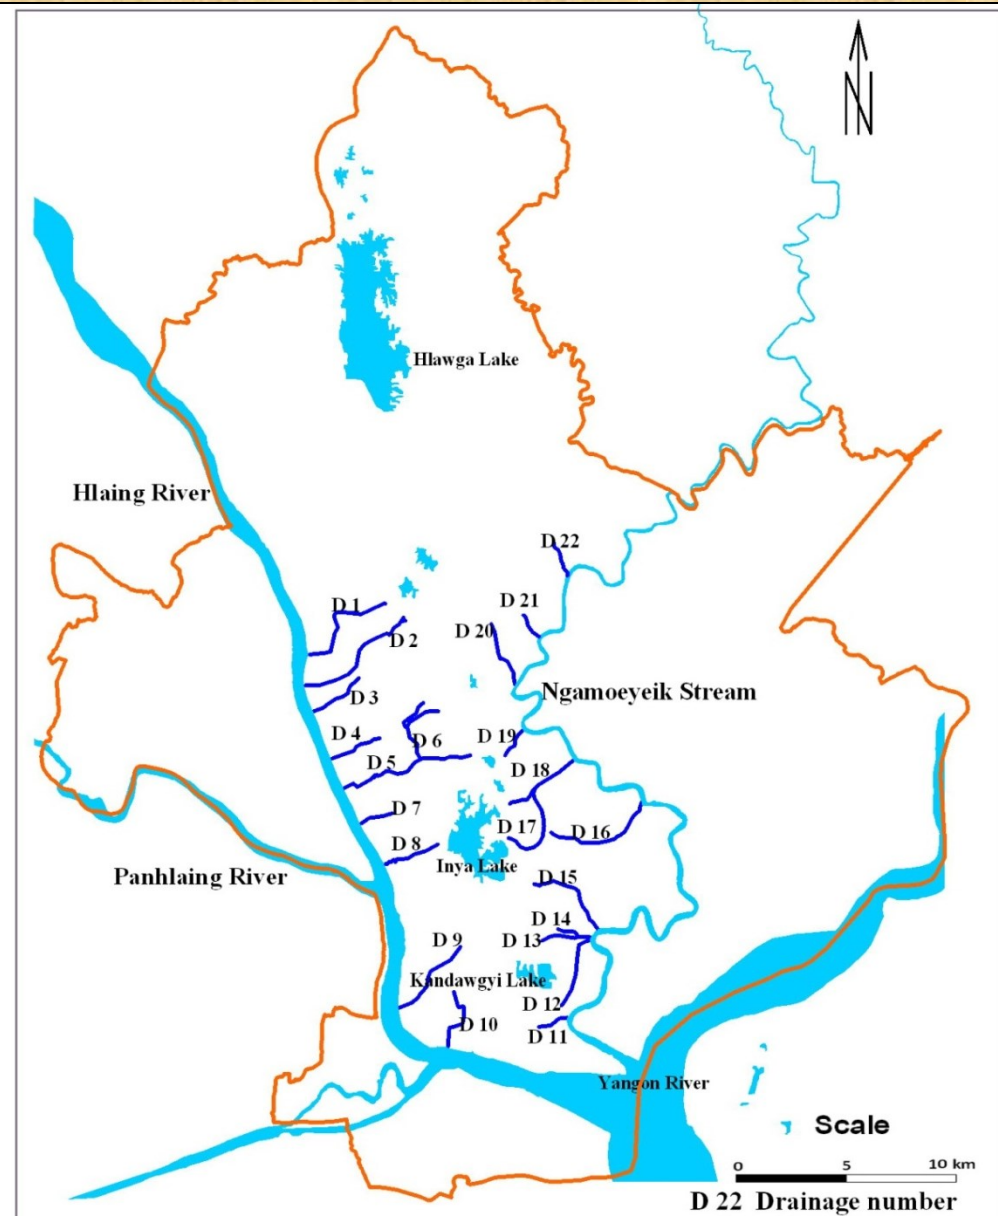 N
Hlawga Lake
Hlaing River
D 22
D 21
D 1
D 20
D 2
Ngamoeyeik Stream
D 3
D 4
D 6
D 19
D 5
D 18
D 7
D 17
D 16
D 8
Inya Lake
Panhlaing River
D 15
D 14
D 9
D 13
Kandawgyi Lake
D 12
D 10
D 11
Yangon River
Scale
0 5 10 km
D 22 Drainage number